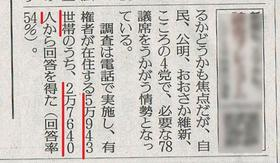 るかどうかも焦点だが、自
民、公明、おおさか維新、
こころの4党で、必要な78
議席をうかがう情勢となっ
た。
調査は電話で実施し、有
権者が在住する5万943
世帯のうち、2万7640
人から回答を得た(回答率
54%)。